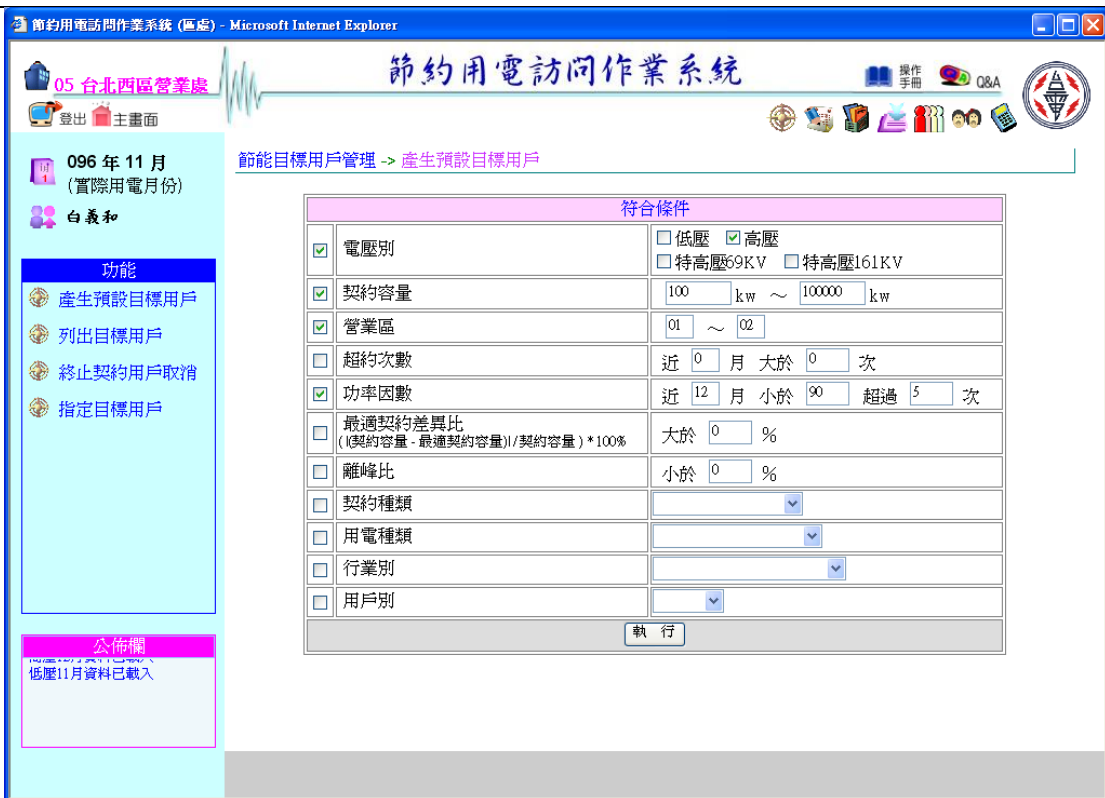 節約用電訪問作業系統 (區處) - Microsoft Internet Explorer
05 台北西區營業處
節約用電訪問作業系統
操作
手冊
Q&A
登出 主畫面
096 年 11 月
(實際用電月份)
白義和
功能
產生預設目標用戶
列出目標用戶
終止契約用戶取消
指定目標用戶
公佈欄
低壓11月資料已載入
節能目標用戶管理 -> 產生預設目標用戶
符合條件
電壓別 低壓 高壓
特高壓69KV 特高壓161KV
契約容量 100 kw ～ 100000 kw
營業區 01 ～ 02
超約次數 近 0 月 大於 0 次
功率因數 近 12 月 小於 90 超過 5 次
最適契約差異比
( |(契約容量 - 最適契約容量)| / 契約容量 ) * 100% 大於 0 %
離峰比 小於 0 %
契約種類
用電種類
行業別
用戶別
執 行